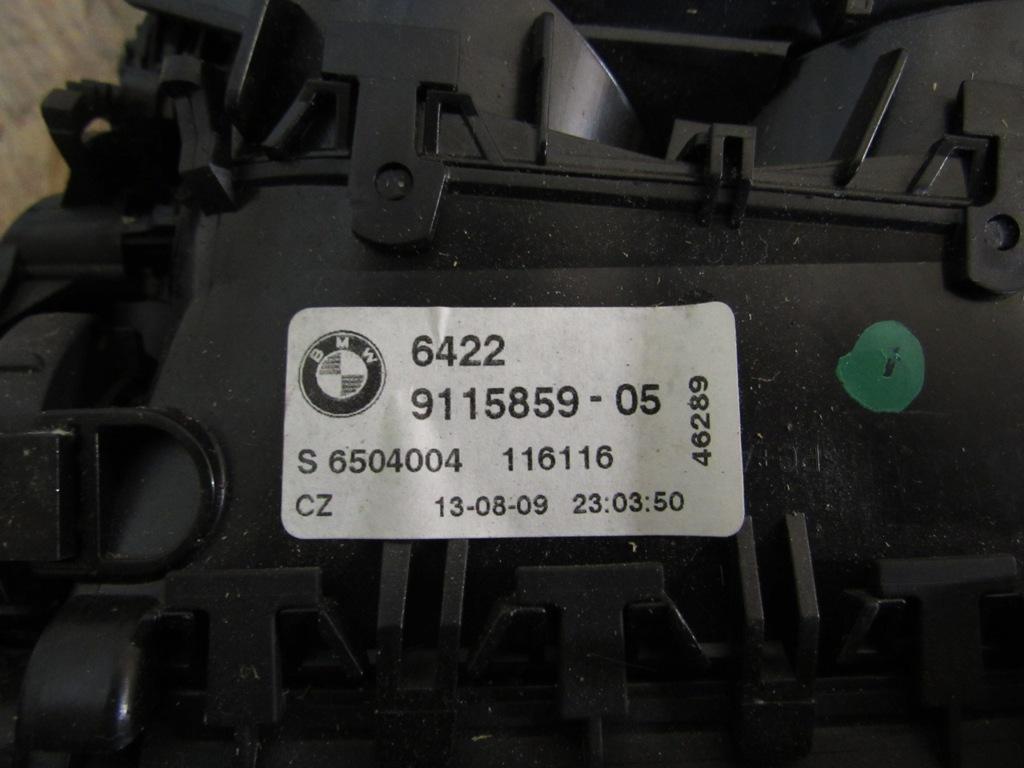 BMW
6422
9115859 - 05
46289
S 6504004 116116
CZ 13-08-09 23:03:50